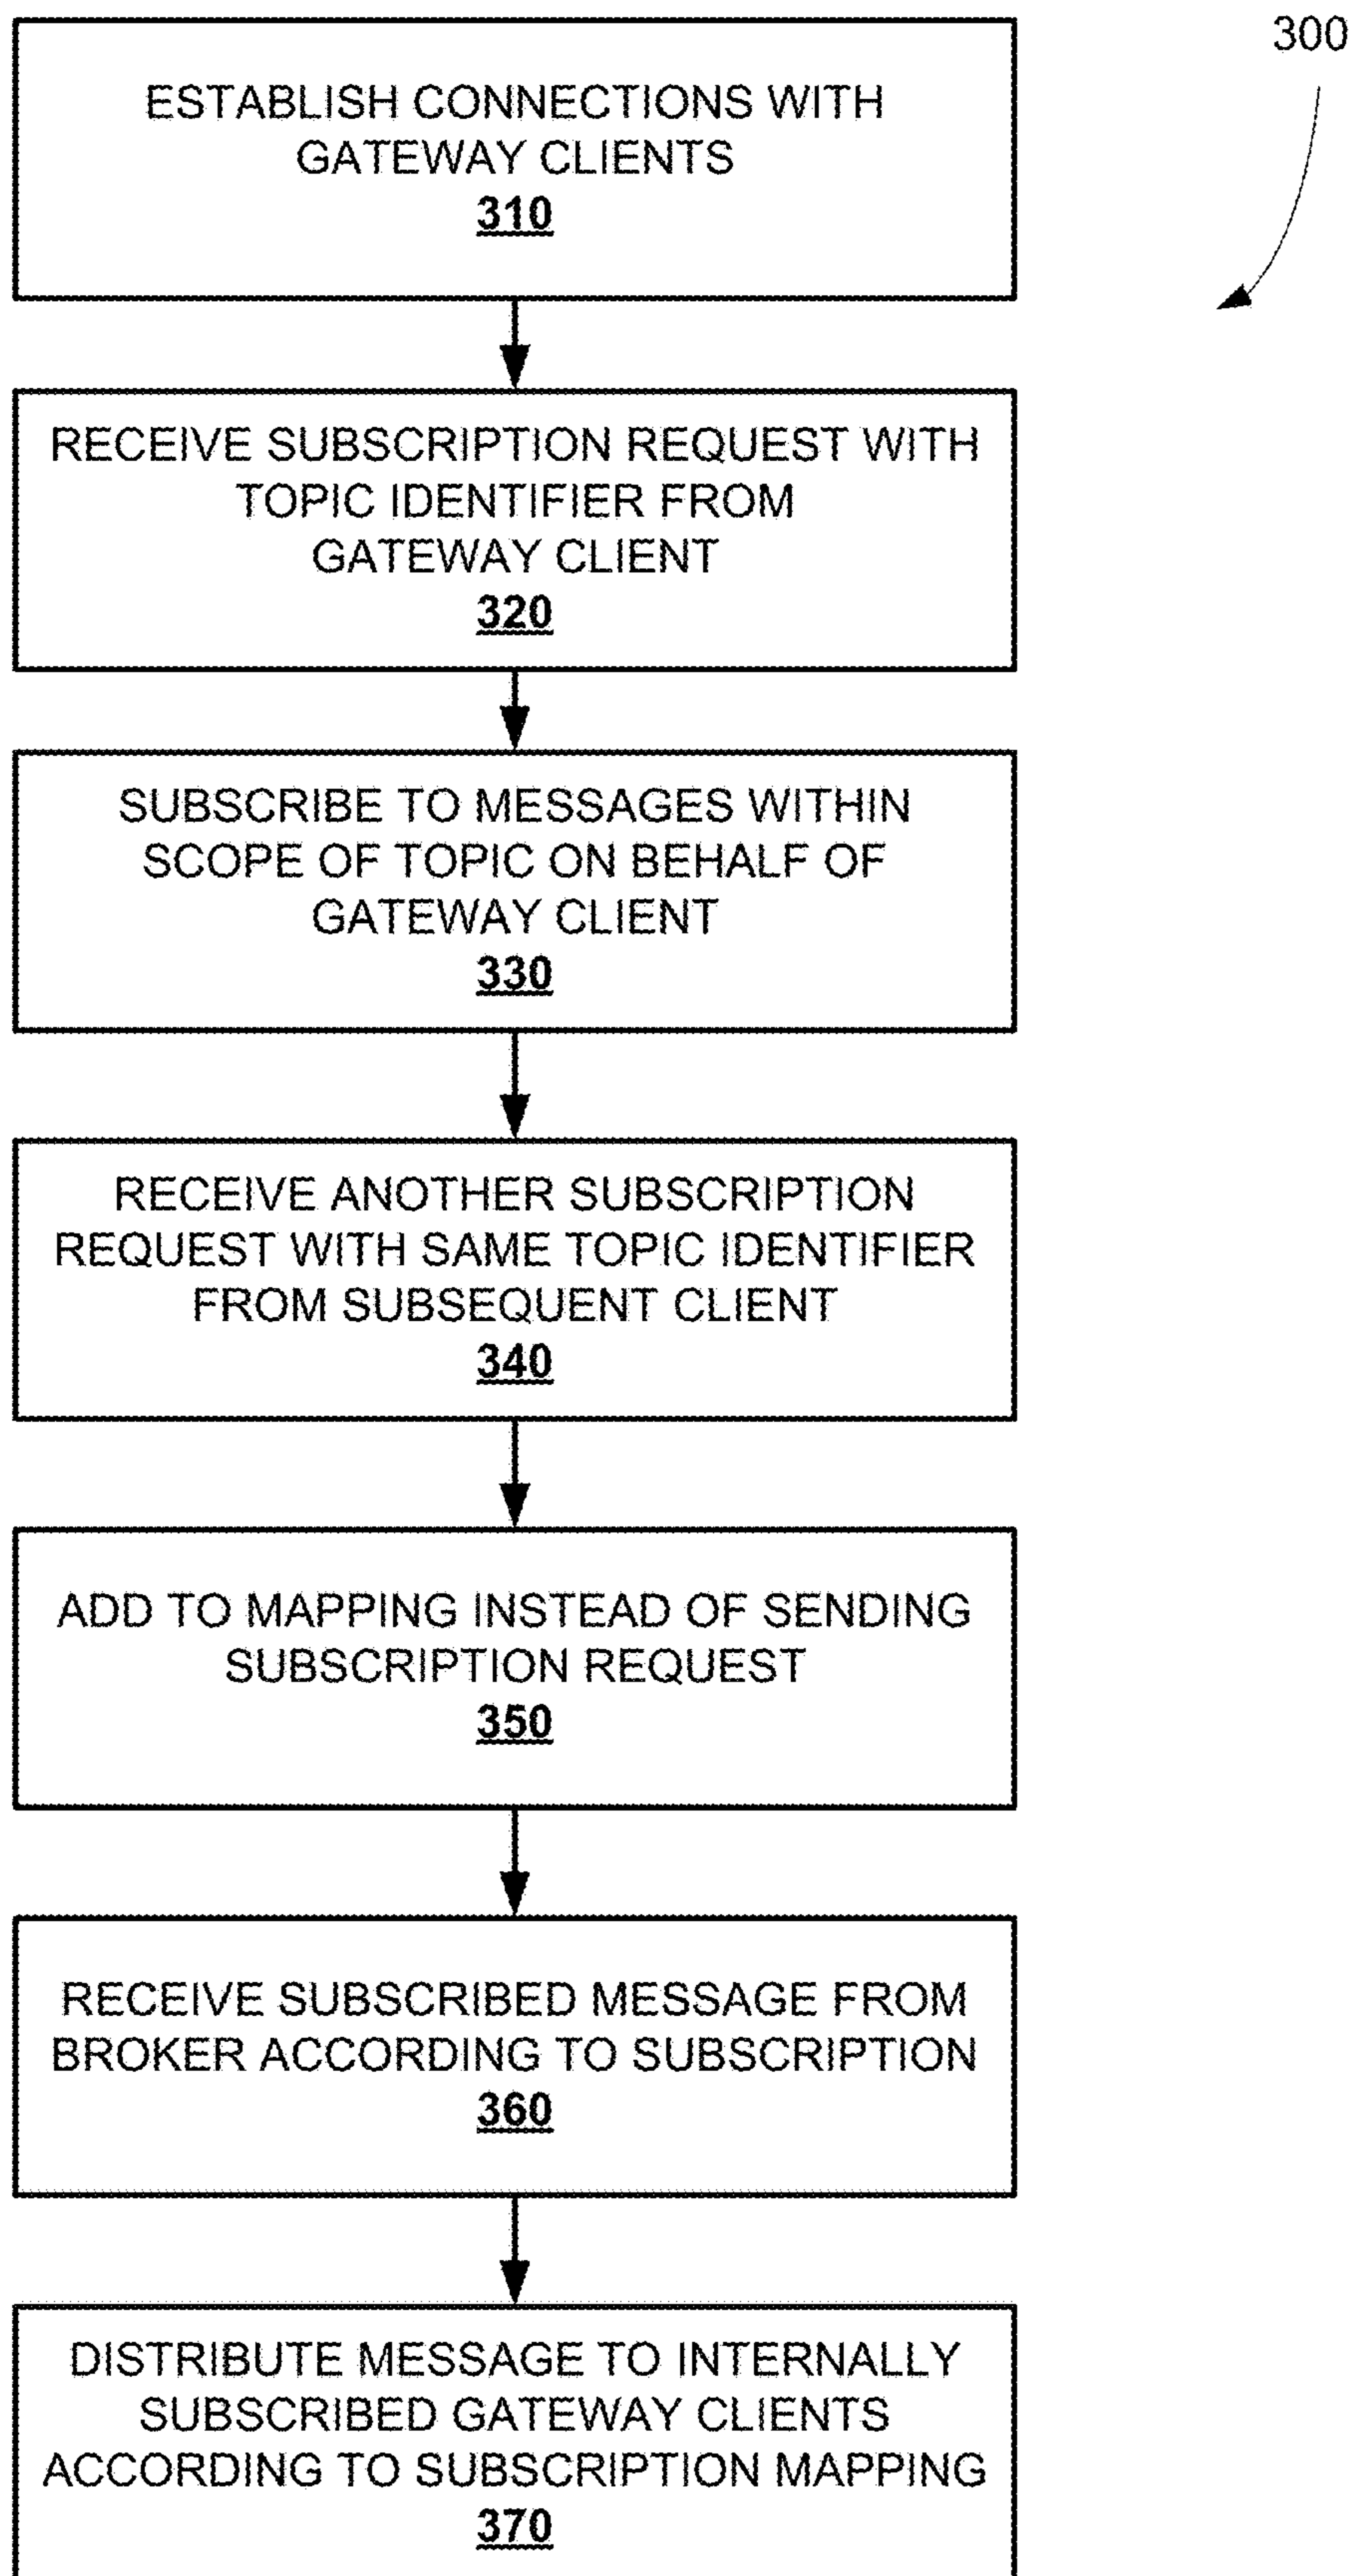 300
ESTABLISH CONNECTIONS WITH
GATEWAY CLIENTS
310
RECEIVE SUBSCRIPTION REQUEST WITH
TOPIC IDENTIFIER FROM
GATEWAY CLIENT
320
SUBSCRIBE TO MESSAGES WITHIN
SCOPE OF TOPIC ON BEHALF OF
GATEWAY CLIENT
330
RECEIVE ANOTHER SUBSCRIPTION
REQUEST WITH SAME TOPIC IDENTIFIER
FROM SUBSEQUENT CLIENT
340
ADD TO MAPPING INSTEAD OF SENDING
SUBSCRIPTION REQUEST
350
RECEIVE SUBSCRIBED MESSAGE FROM
BROKER ACCORDING TO SUBSCRIPTION
360
DISTRIBUTE MESSAGE TO INTERNALLY
SUBSCRIBED GATEWAY CLIENTS
ACCORDING TO SUBSCRIPTION MAPPING
370